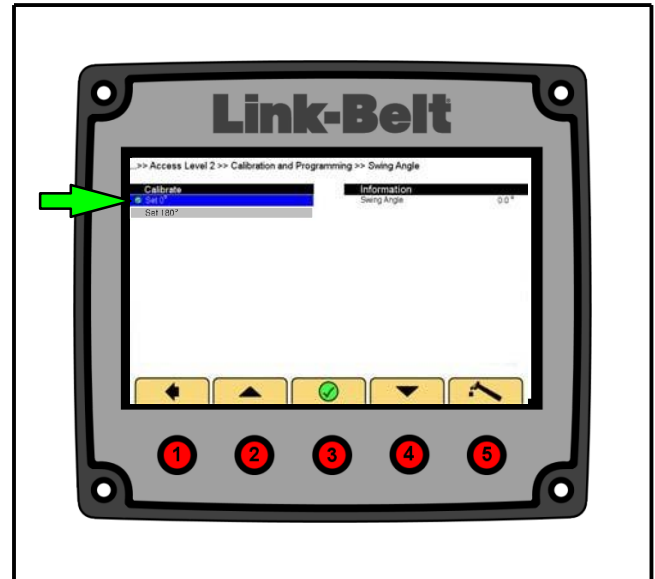 Link-Belt
...>> Access Level 2 >> Calibration and Programming >> Swing Angle
Calibrate
Set 0°
Set 180°
Information
Swing Angle 0.0 °
1 2 3 4 5